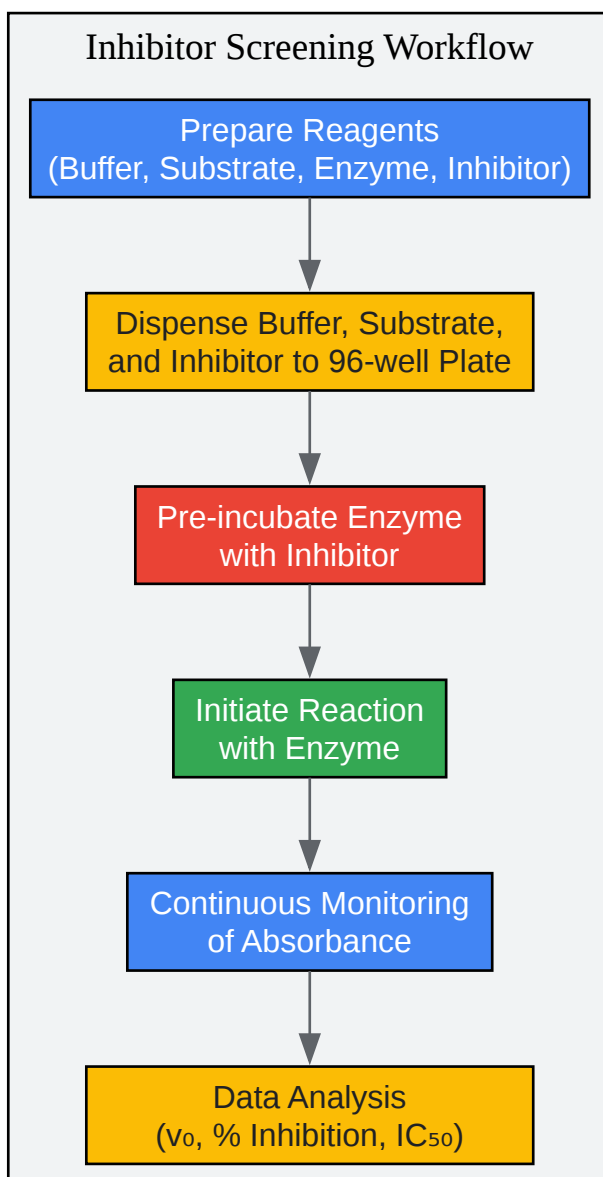 Inhibitor Screening Workflow
Prepare Reagents
(Buffer, Substrate, Enzyme, Inhibitor)
Dispense Buffer, Substrate,
and Inhibitor to 96-well Plate
Pre-incubate Enzyme
with Inhibitor
Initiate Reaction
with Enzyme
Continuous Monitoring
of Absorbance
Data Analysis
(v₀, % Inhibition, IC₅₀)